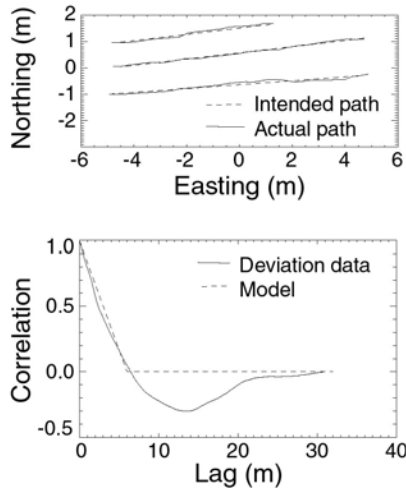 Northing (m)
2
1
0
-1
-2
Intended path
Actual path
-6 -4 -2 0 2 4 6
Easting (m)
Correlation
1.0
0.5
0.0
-0.5
Deviation data
Model
0 10 20 30 40
Lag (m)